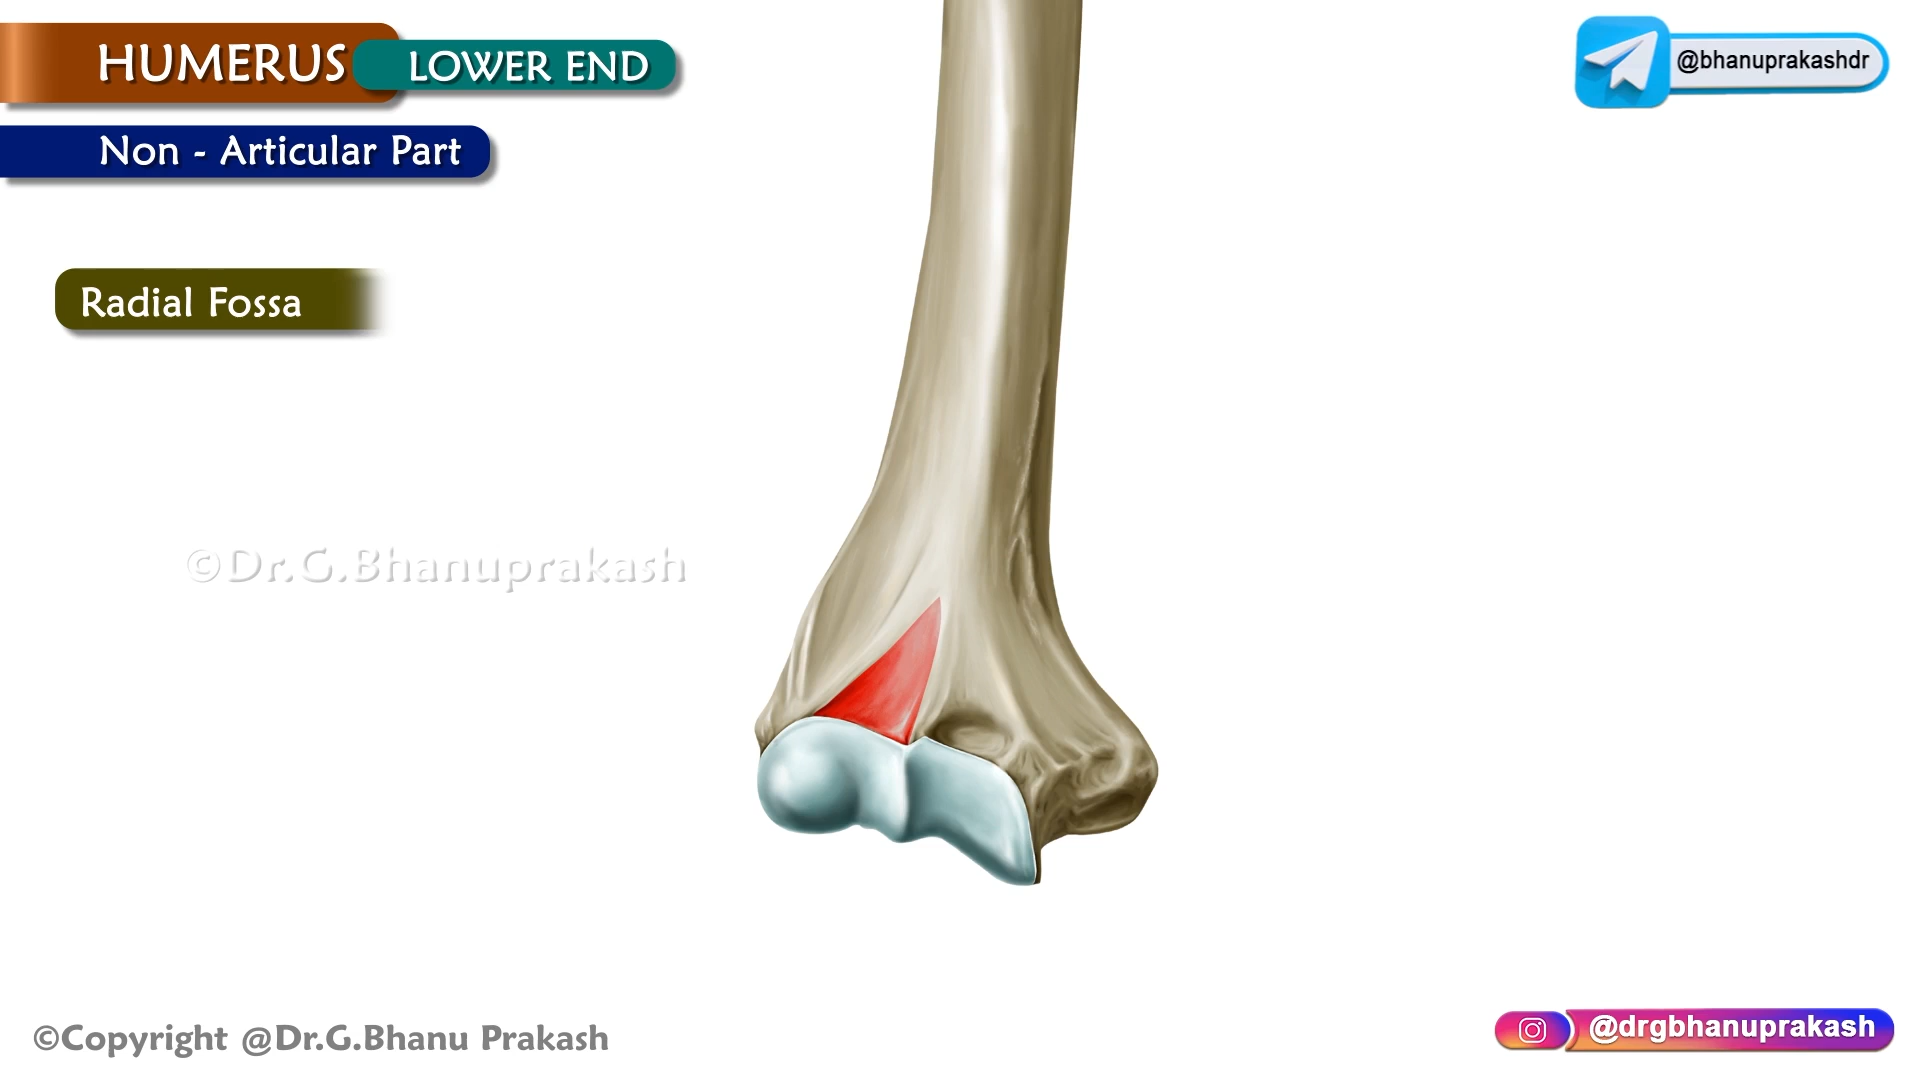 HUMERUS
LOWER END
@bhanuprakashdr
Non - Articular Part
Radial Fossa
©Dr.G.Bhanuprakash
©Copyright @Dr.G.Bhanu Prakash
@drgbhanuprakash